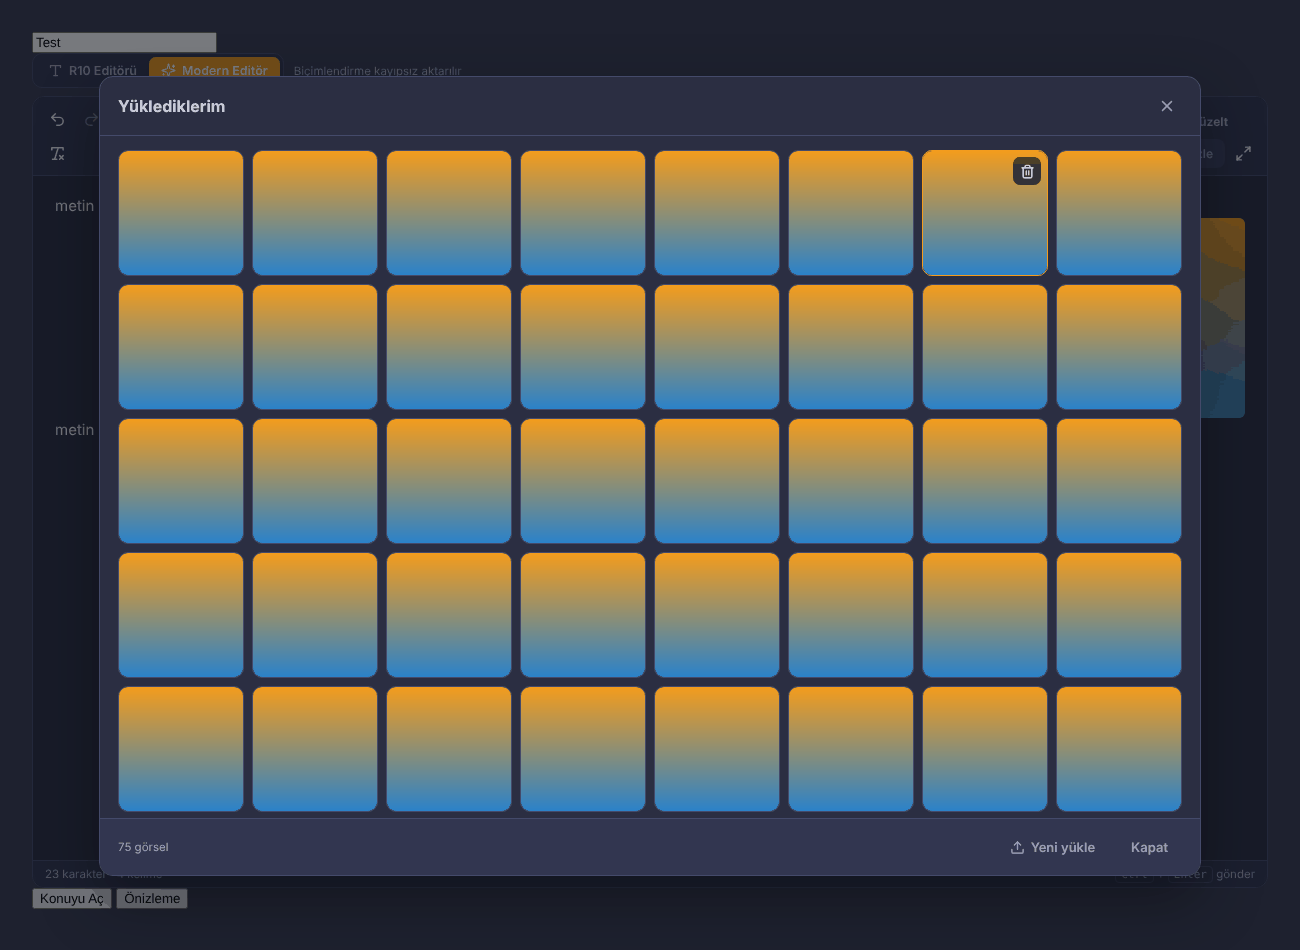 Test
R10 Editörü
Modern Editör
Biçimlendirme kayıpsız aktarılır
Yüklediklerim
metin
metin
75 görsel
Yeni yükle
Kapat
23 karakter
gönder
Konuyu Aç
Önizleme